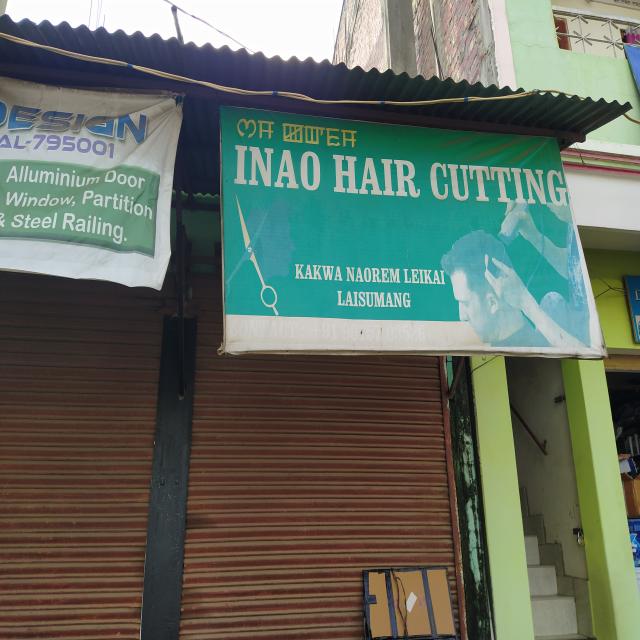 DESIGN
AL-795001
Alluminium Door
Window, Partition
& Steel Railing.
INAO HAIR CUTTING
KAKWA NAOREM LEIKAI
LAISUMANG